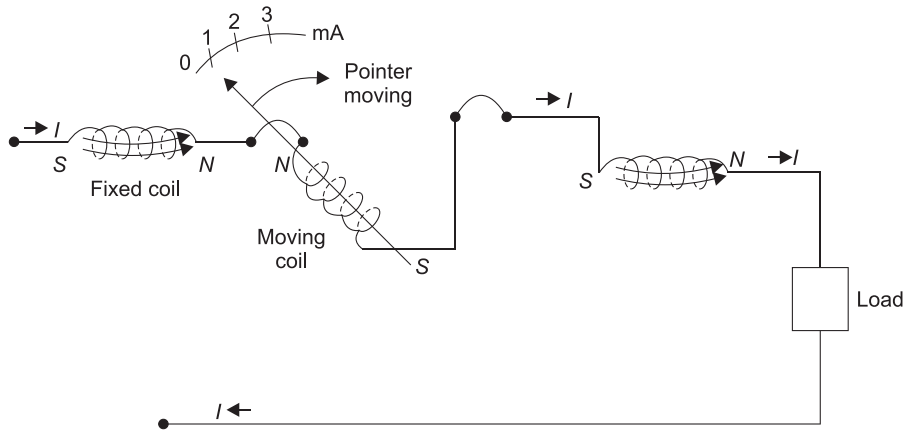 0 1 2 3 mA
Pointer
moving
I
S
N
Fixed coil
N
Moving
coil
S
I
S
N
I
Load
I